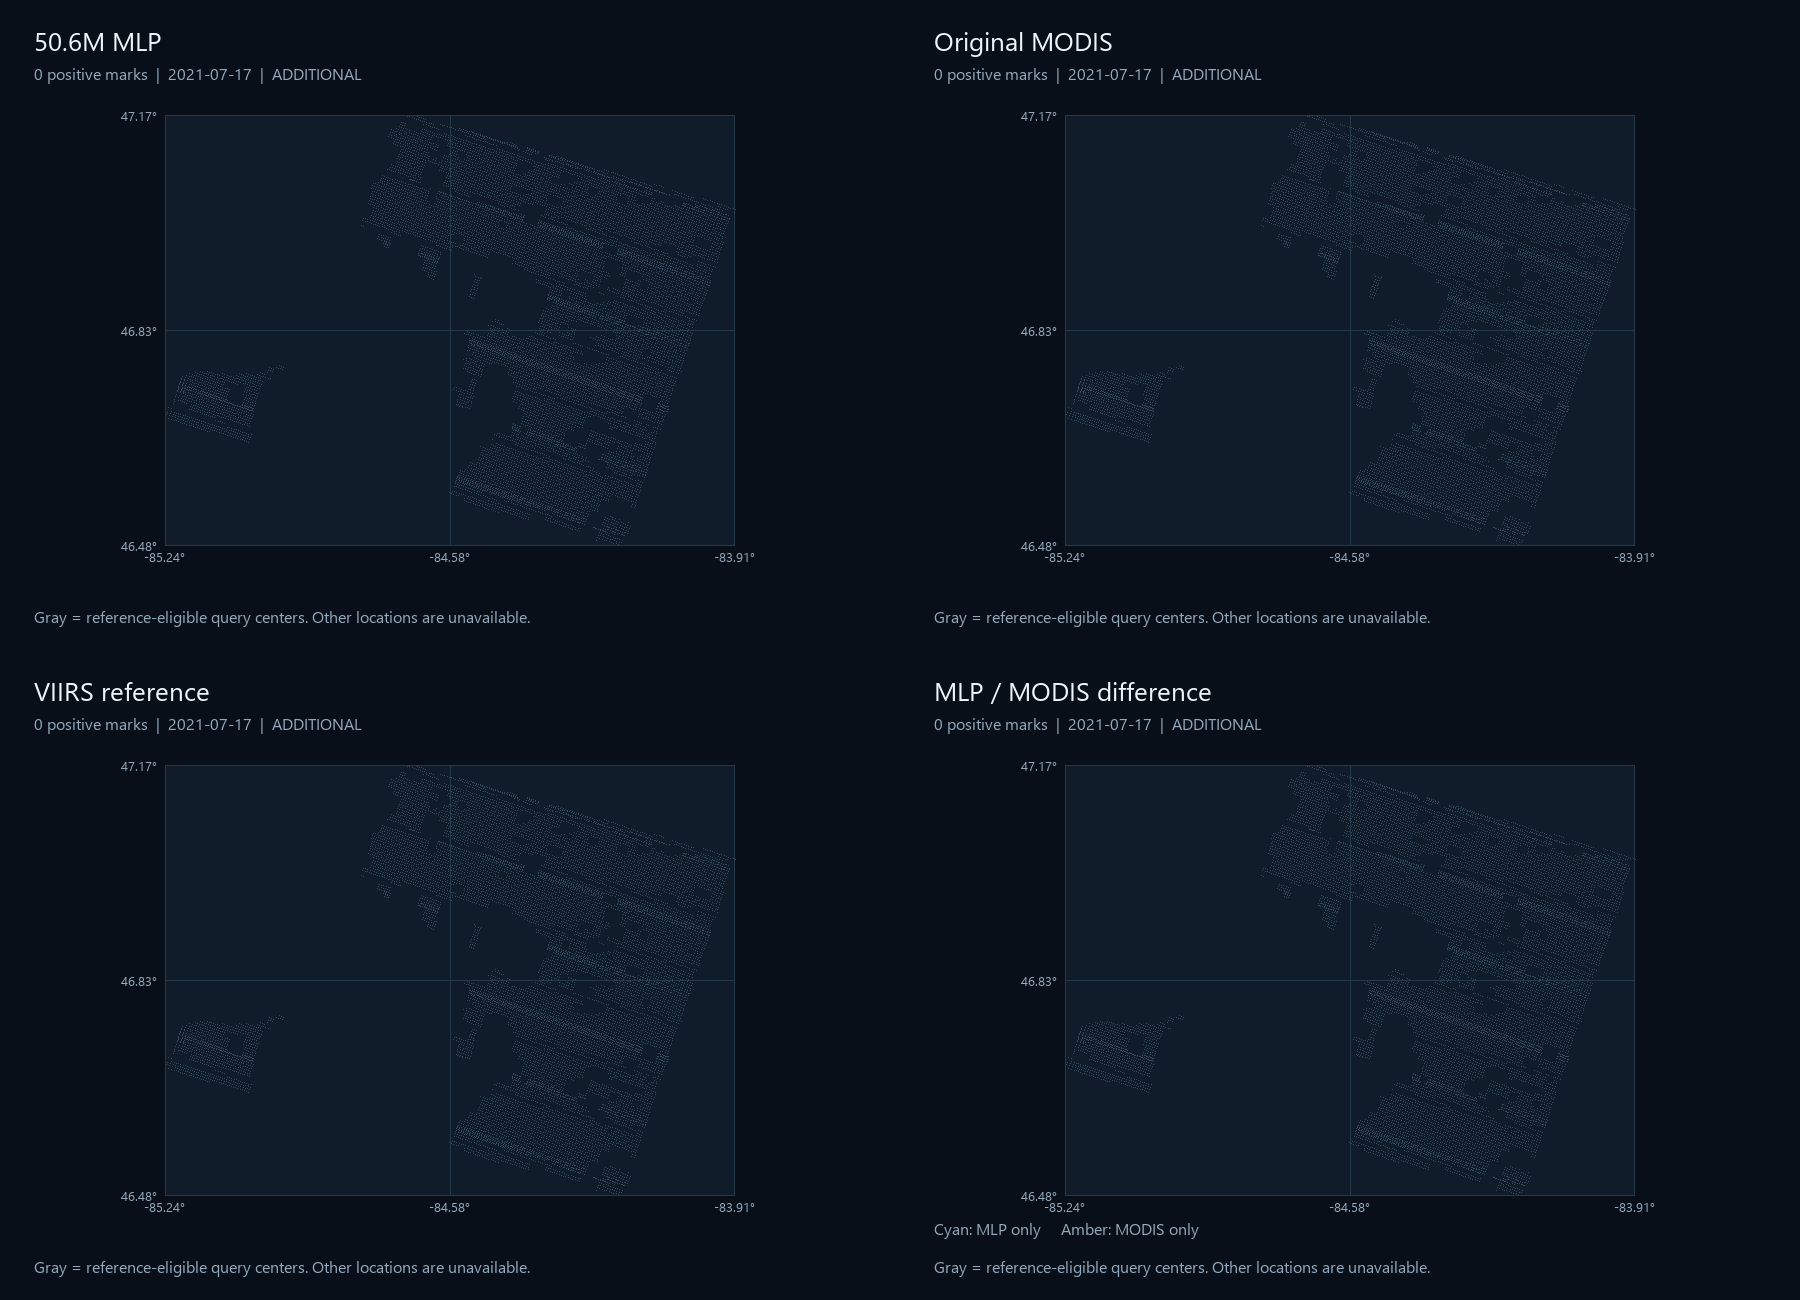 50.6M MLP
0 positive marks | 2021-07-17 | ADDITIONAL
47.17°
46.83°
46.48°
-85.24°
-84.58°
-83.91°
Gray = reference-eligible query centers. Other locations are unavailable.
Original MODIS
0 positive marks | 2021-07-17 | ADDITIONAL
47.17°
46.83°
46.48°
-85.24°
-84.58°
-83.91°
Gray = reference-eligible query centers. Other locations are unavailable.
VIIRS reference
0 positive marks | 2021-07-17 | ADDITIONAL
47.17°
46.83°
46.48°
-85.24°
-84.58°
-83.91°
Gray = reference-eligible query centers. Other locations are unavailable.
MLP / MODIS difference
0 positive marks | 2021-07-17 | ADDITIONAL
47.17°
46.83°
46.48°
-85.24°
-84.58°
-83.91°
Cyan: MLP only Amber: MODIS only
Gray = reference-eligible query centers. Other locations are unavailable.